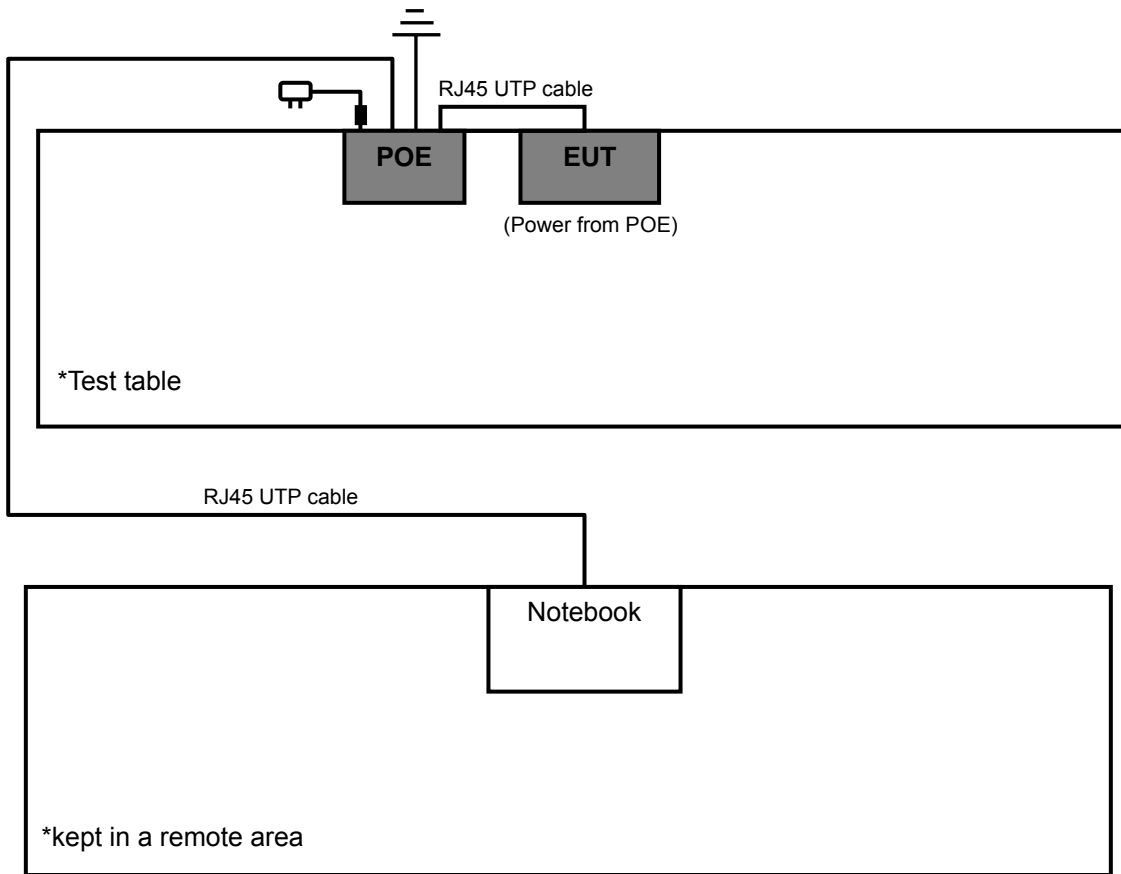 RJ45 UTP cable
POE
EUT
(Power from POE)
*Test table
RJ45 UTP cable
Notebook
*kept in a remote area